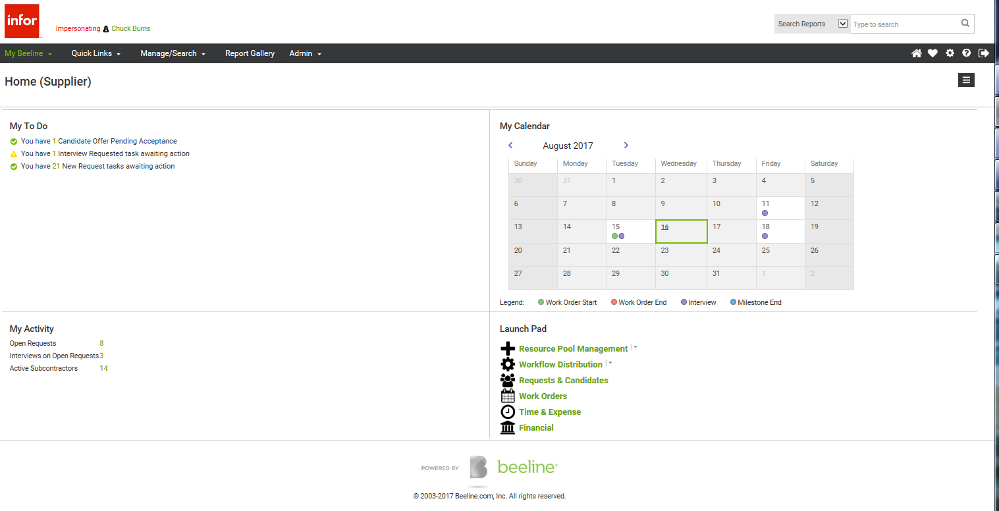 infor
Impersonating Chuck Burns
Search Reports Type to search
My Beeline Quick Links Manage/Search Report Gallery Admin
Home (Supplier)
My To Do
You have 1 Candidate Offer Pending Acceptance
You have 1 Interview Requested task awaiting action
You have 21 New Request tasks awaiting action
My Calendar
August 2017
Sunday Monday Tuesday Wednesday Thursday Friday Saturday
30 31 1 2 3 4 5
6 7 8 9 10 11 12
13 14 15 16 17 18 19
20 21 22 23 24 25 26
27 28 29 30 31 1 2
Legend: Work Order Start Work Order End Interview Milestone End
My Activity
Open Requests 8
Interviews on Open Requests 3
Active Subcontractors 14
Launch Pad
Resource Pool Management
Workflow Distribution
Requests & Candidates
Work Orders
Time & Expense
Financial
POWERED BY B beeline®
© 2003-2017 Beeline.com, Inc. All rights reserved.